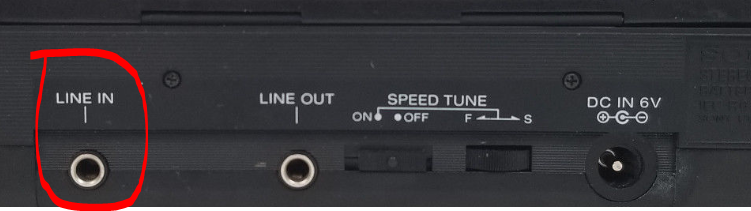 LINE IN
LINE OUT
SPEED TUNE
ON OFF
F S
DC IN 6V